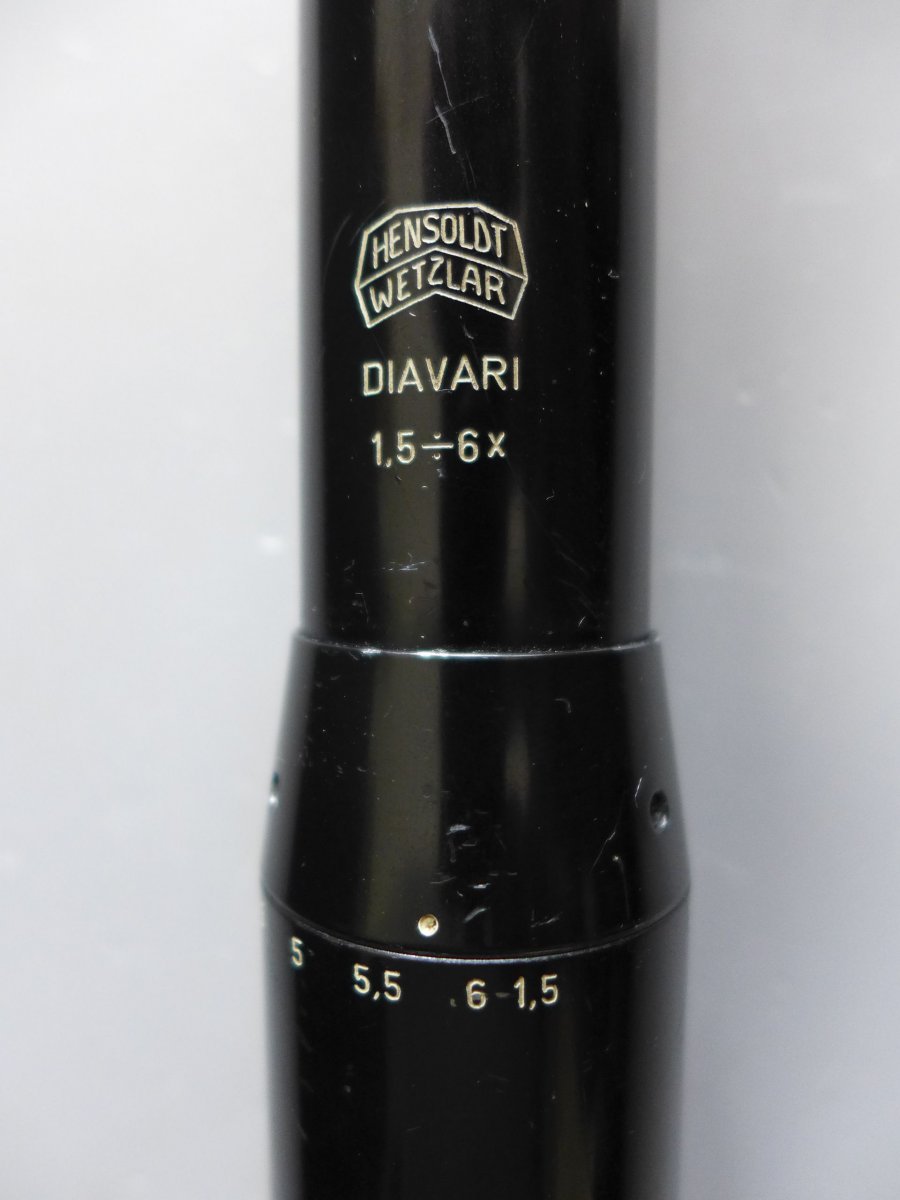 HENSOLDT
WETZLAR
DIAVARI
1,5÷6x
5 5,5 .6-1,5